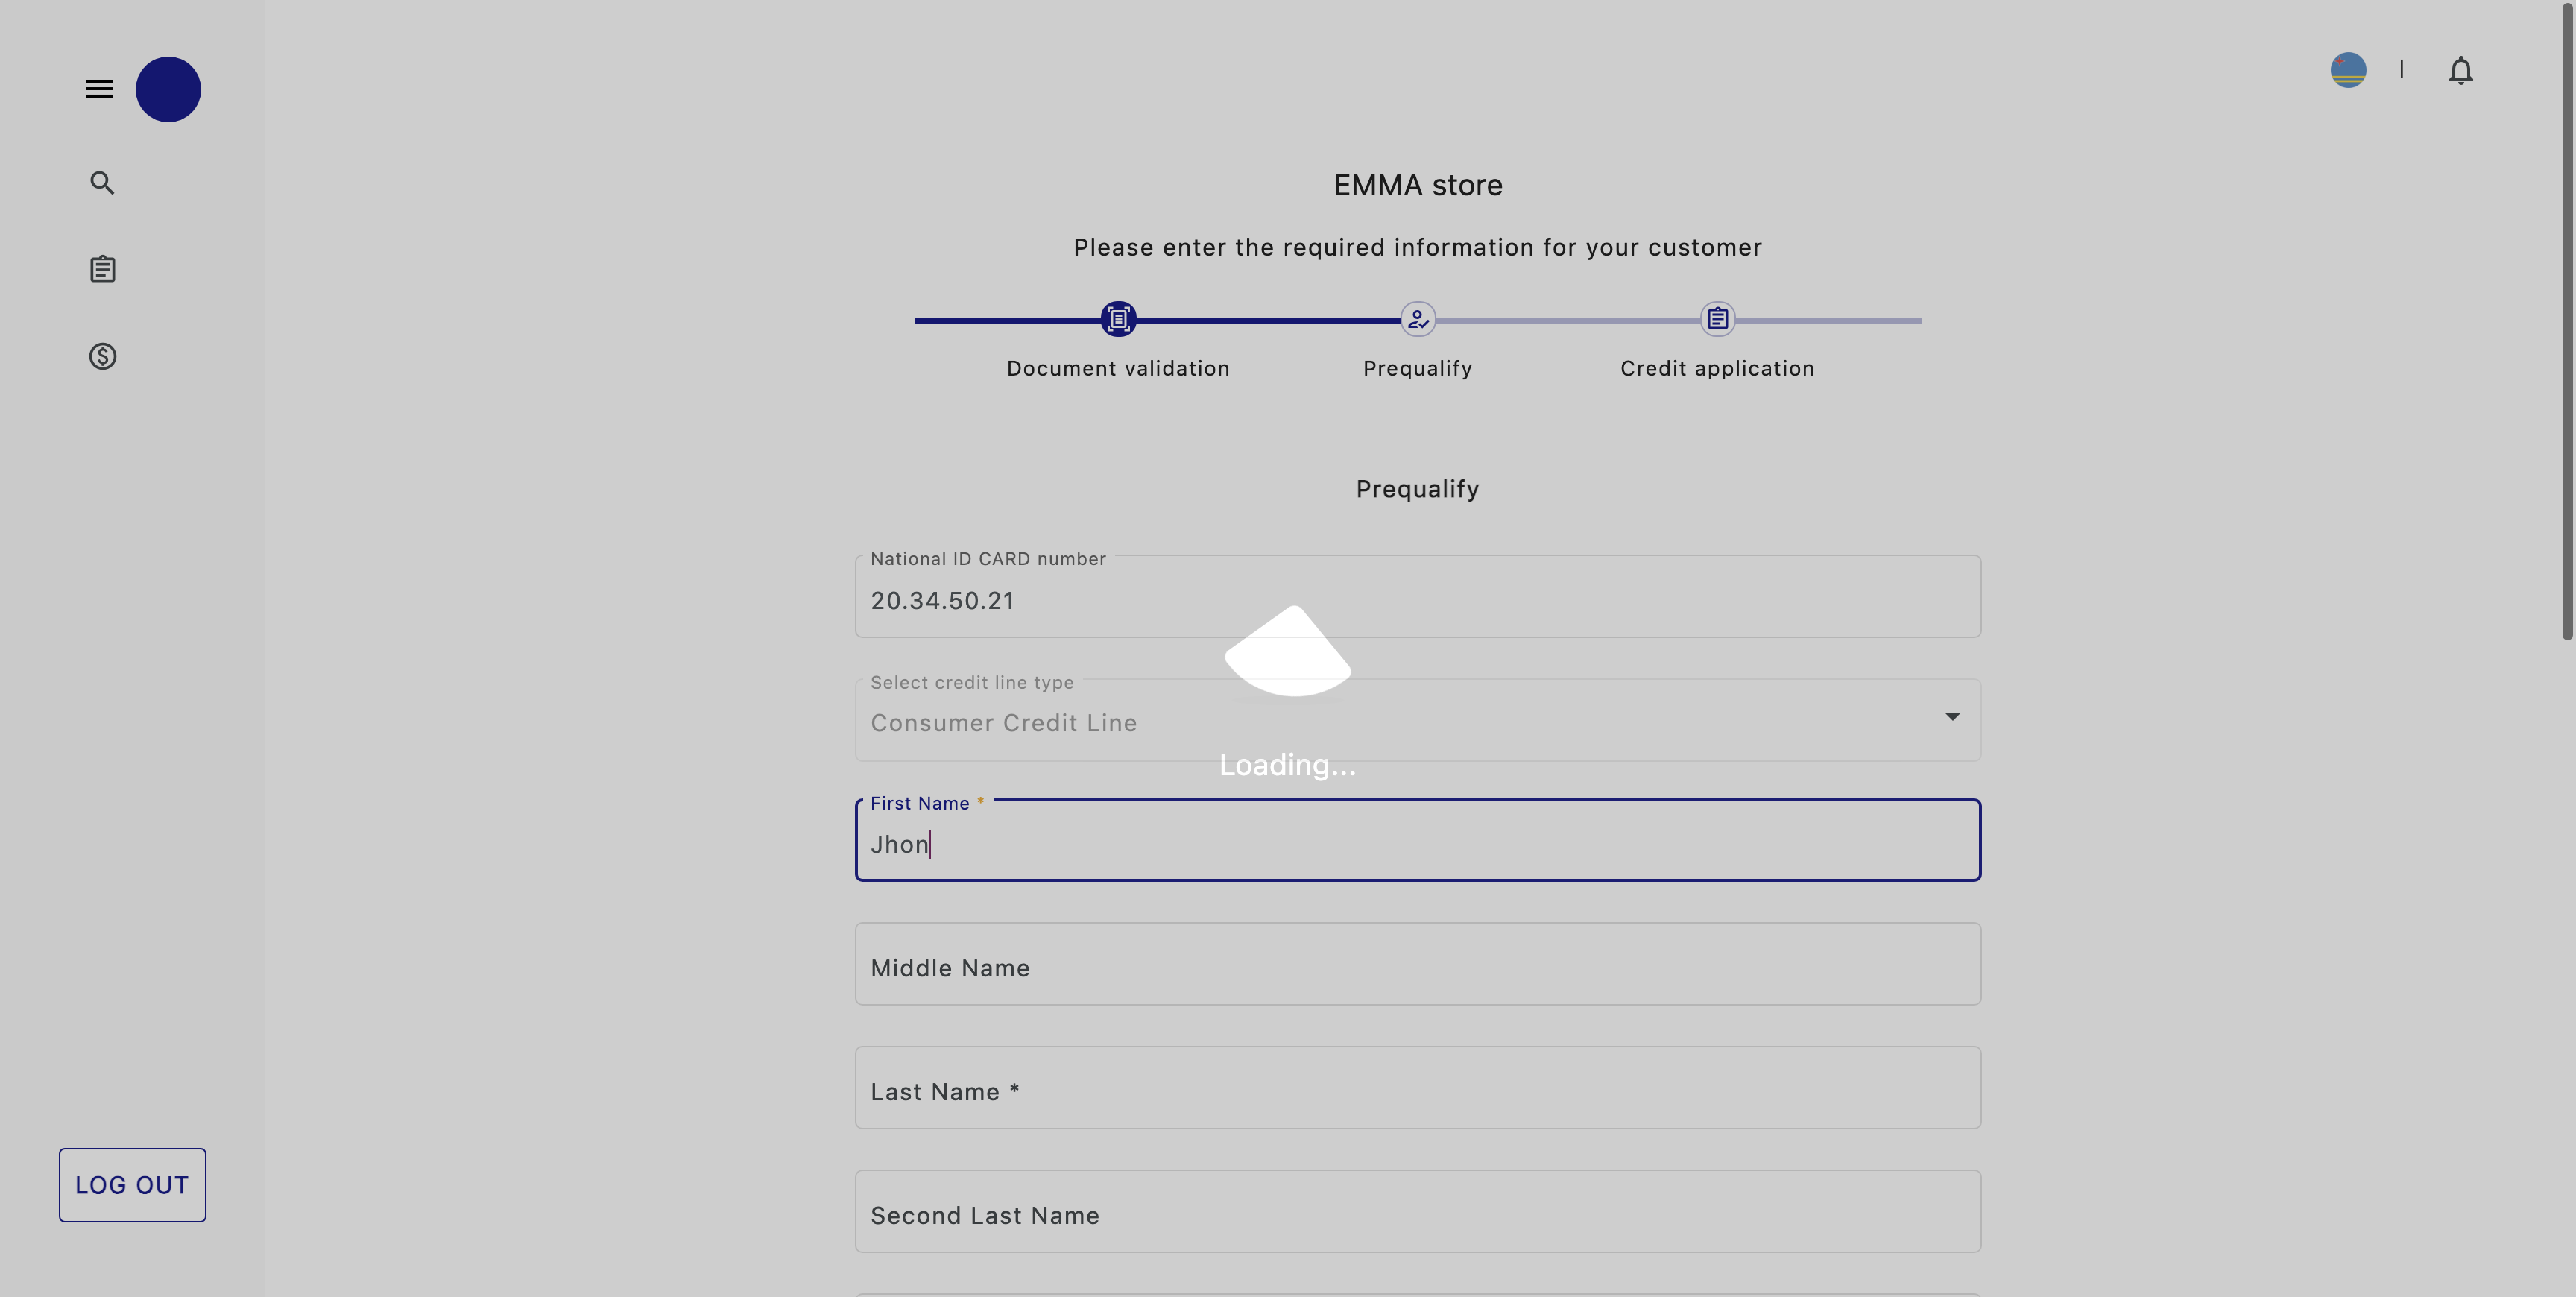 EMMA store
Please enter the required information for your customer
Document validation
Prequalify
Credit application
Prequalify
National ID CARD number
20.34.50.21
Select credit line type
Consumer Credit Line
Loading...
First Name *
Jhon
Middle Name
Last Name *
Second Last Name
LOG OUT